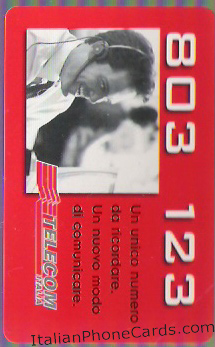 803 123
Un unico numero
da ricordare.
Un nuovo modo
di comunicare.
TELECOM
ITALIA
ItalianPhoneCards.com